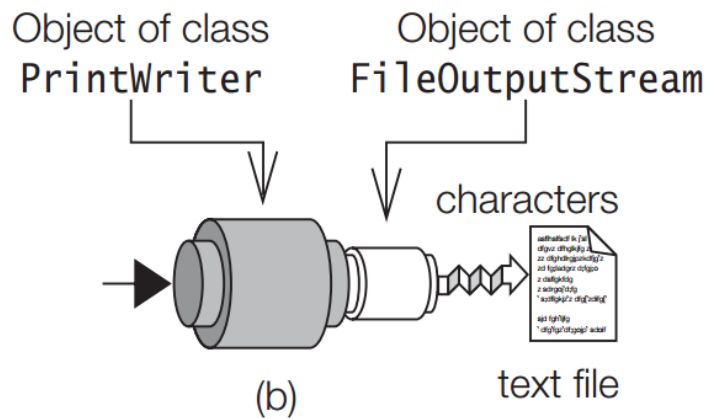 Object of class
PrintWriter
Object of class
FileOutputStream
characters
(b)
text file